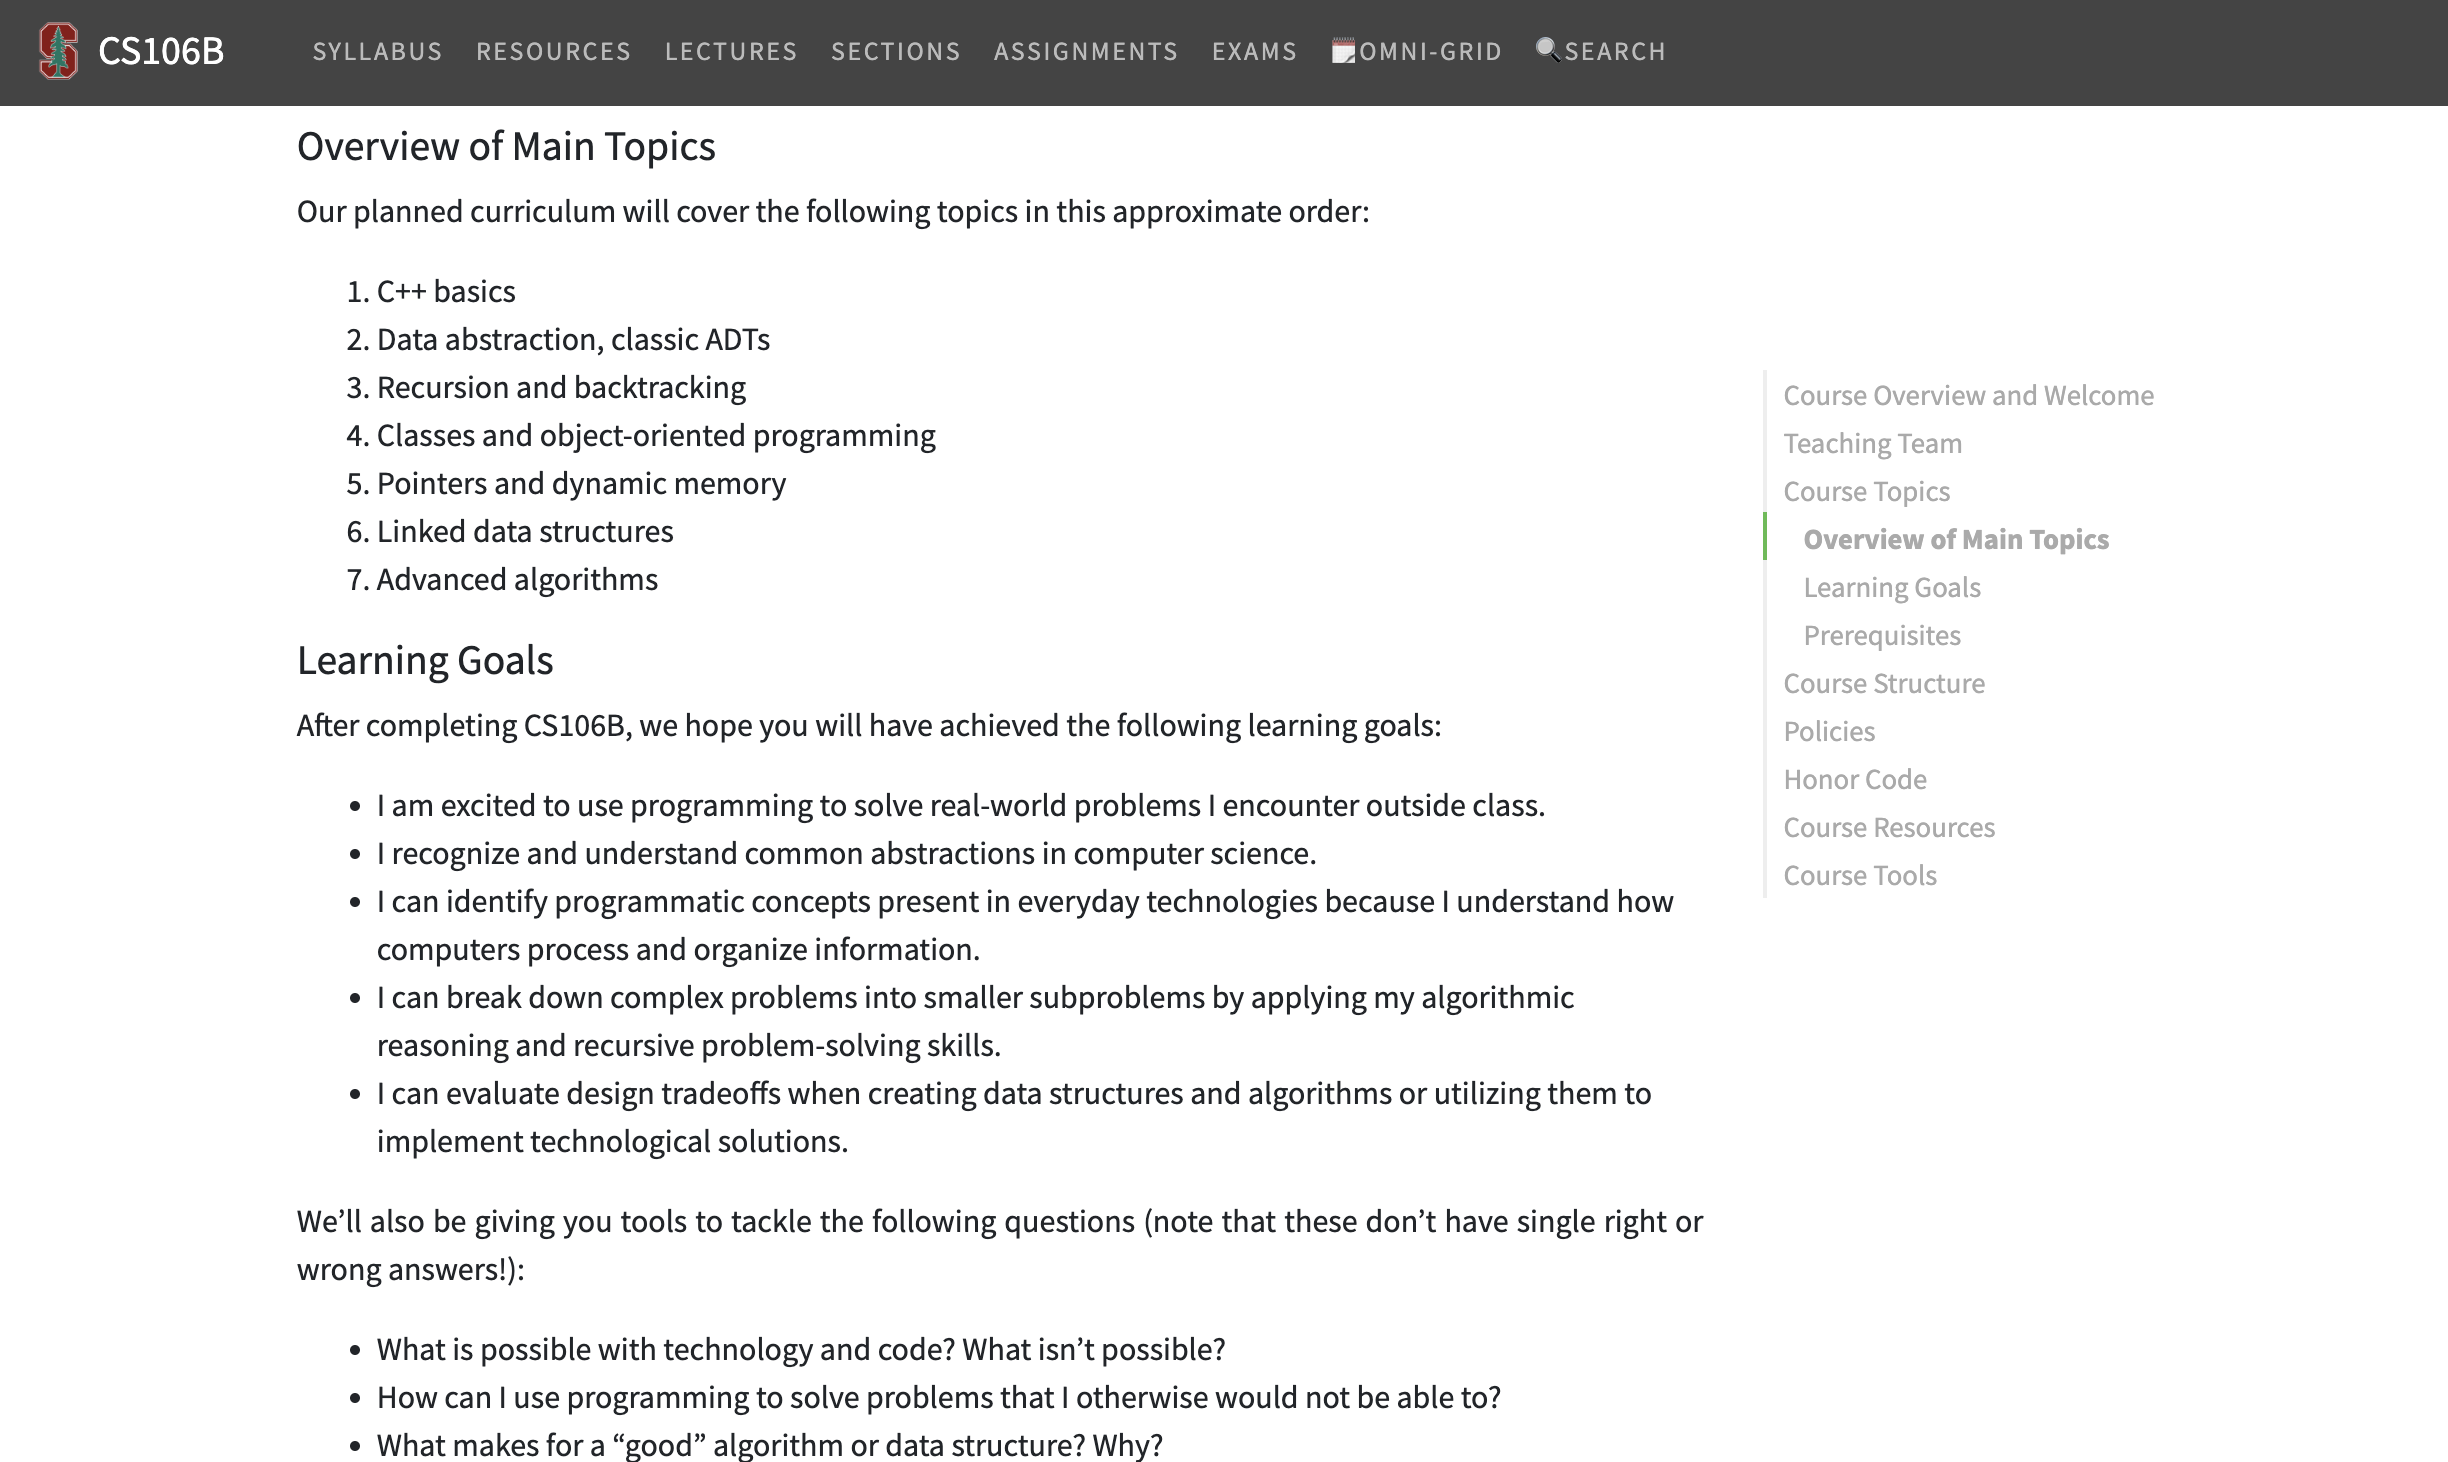 CS106B
SYLLABUS RESOURCES LECTURES SECTIONS ASSIGNMENTS EXAMS OMNI-GRID SEARCH
Overview of Main Topics
Our planned curriculum will cover the following topics in this approximate order:
1. C++ basics
2. Data abstraction, classic ADTs
3. Recursion and backtracking
4. Classes and object-oriented programming
5. Pointers and dynamic memory
6. Linked data structures
7. Advanced algorithms
Learning Goals
After completing CS106B, we hope you will have achieved the following learning goals:
• I am excited to use programming to solve real-world problems I encounter outside class.
• I recognize and understand common abstractions in computer science.
• I can identify programmatic concepts present in everyday technologies because I understand how
computers process and organize information.
• I can break down complex problems into smaller subproblems by applying my algorithmic
reasoning and recursive problem-solving skills.
• I can evaluate design tradeoffs when creating data structures and algorithms or utilizing them to
implement technological solutions.
We’ll also be giving you tools to tackle the following questions (note that these don’t have single right or
wrong answers!):
• What is possible with technology and code? What isn’t possible?
• How can I use programming to solve problems that I otherwise would not be able to?
• What makes for a “good” algorithm or data structure? Why?
Course Overview and Welcome
Teaching Team
Course Topics
Overview of Main Topics
Learning Goals
Prerequisites
Course Structure
Policies
Honor Code
Course Resources
Course Tools